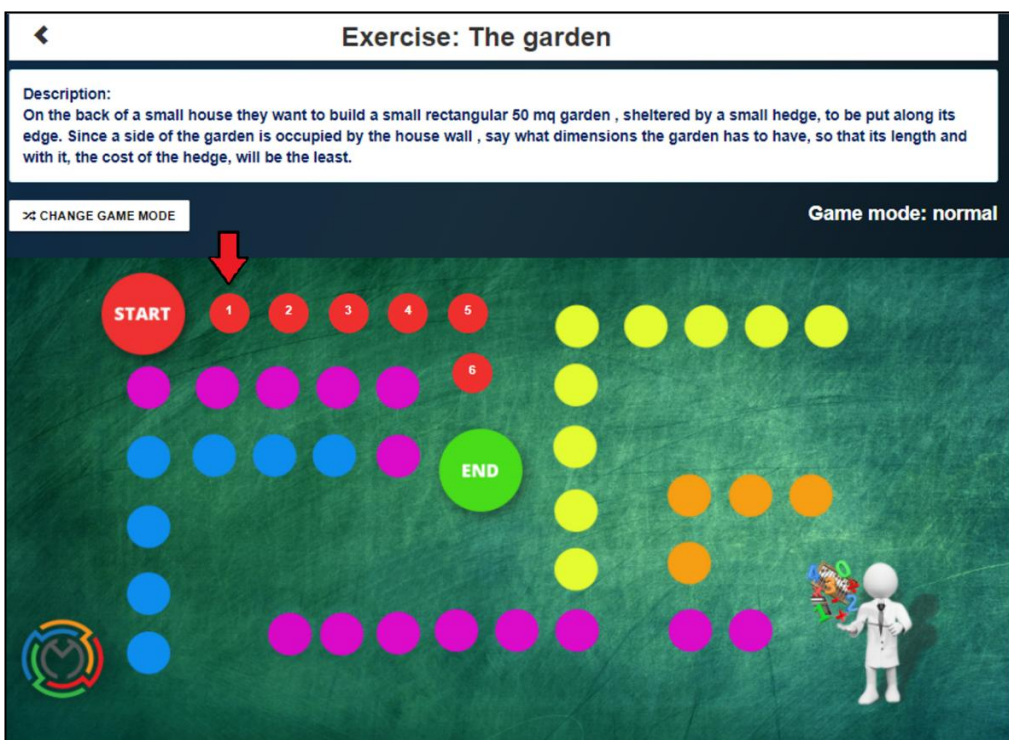 Exercise: The garden
Description:
On the back of a small house they want to build a small rectangular 50 mq garden , sheltered by a small hedge, to be put along its
edge. Since a side of the garden is occupied by the house wall , say what dimensions the garden has to have, so that its length and
with it, the cost of the hedge, will be the least.
CHANGE GAME MODE
Game mode: normal
START
1
2
3
4
5
6
END